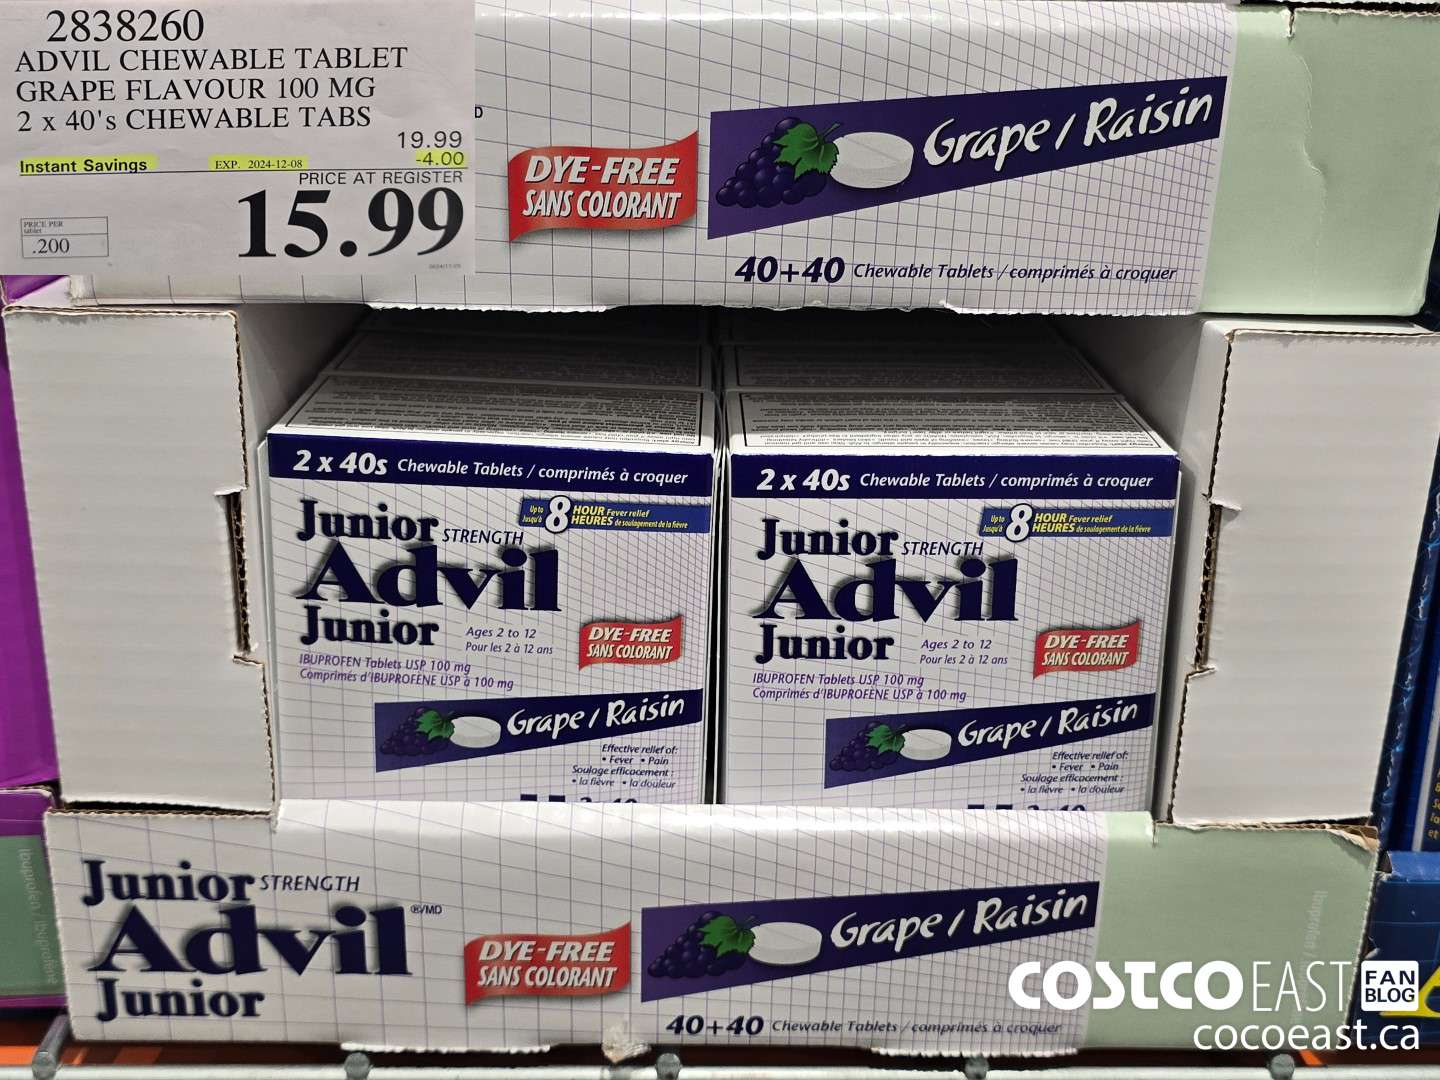 2838260
ADVIL CHEWABLE TABLET
GRAPE FLAVOUR 100 MG
2 x 40's CHEWABLE TABS
19.99
Instant Savings EXP. 2024-12-08 -4.00
PRICE AT REGISTER
15.99
PRICE PER
tablet
.200
D
DYE-FREE
SANS COLORANT
Grape / Raisin
40+40 Chewable Tablets / comprimés à croquer
2 x 40s Chewable Tablets / comprimés à croquer
Junior STRENGTH
Up to
Jusqu'à
8 HOUR Fever relief
HEURES de soulagement de la fièvre
Advil
Junior
Ages 2 to 12
Pour les 2 à 12 ans
DYE-FREE
SANS COLORANT
IBUPROFEN Tablets USP 100 mg
Comprimés d'IBUPROFÈNE USP à 100 mg
Grape / Raisin
Effective relief of:
• Fever • Pain
Soulage efficacement :
• la fièvre • la douleur
2 x 40s Chewable Tablets / comprimés à croquer
Junior STRENGTH
Up to
Jusqu'à
8 HOUR Fever relief
HEURES de soulagement de la fièvre
Advil
Junior
Ages 2 to 12
Pour les 2 à 12 ans
DYE-FREE
SANS COLORANT
IBUPROFEN Tablets USP 100 mg
Comprimés d'IBUPROFÈNE USP à 100 mg
Grape / Raisin
Effective relief of:
• Fever • Pain
Soulage efficacement :
• la fièvre • la douleur
Junior STRENGTH
Advil ®/MD
Junior
DYE-FREE
SANS COLORANT
Grape / Raisin
40+40 Chewable Tablets / comprimés à croquer
Ibuprofen / Ibuprofène
COSTCO EAST FAN
BLOG
cocoeast.ca